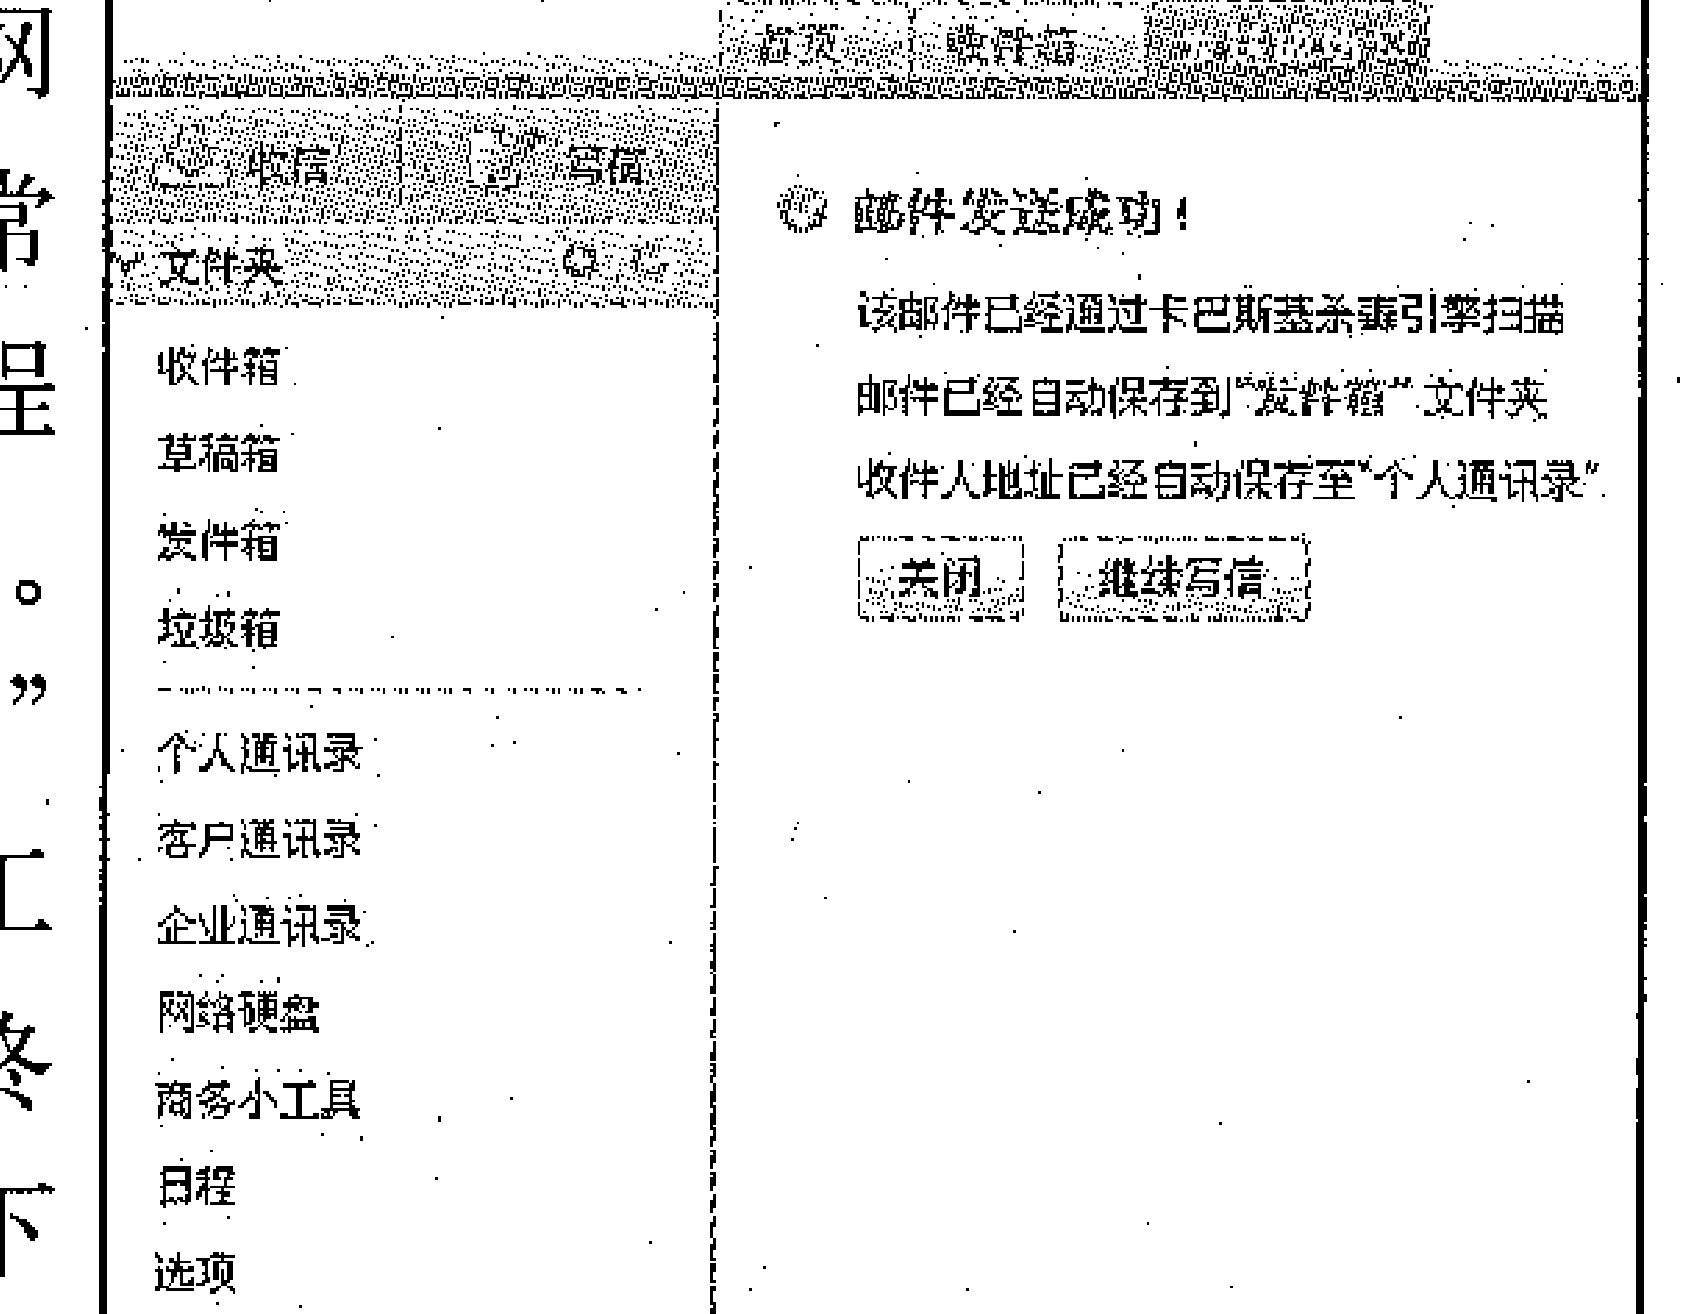 收件箱
收信 写信
文件夹
收件箱
草稿箱
发件箱
垃圾箱
个人通讯录
客户通讯录
企业通讯录
网络硬盘
商务小工具
日程
选项
邮件发送成功！
该邮件已经通过卡巴斯基杀毒引擎扫描
邮件已经自动保存到“发件箱”文件夹
收件人地址已经自动保存至“个人通讯录”
关闭 继续写信
常
呈
。
”
工
终
下